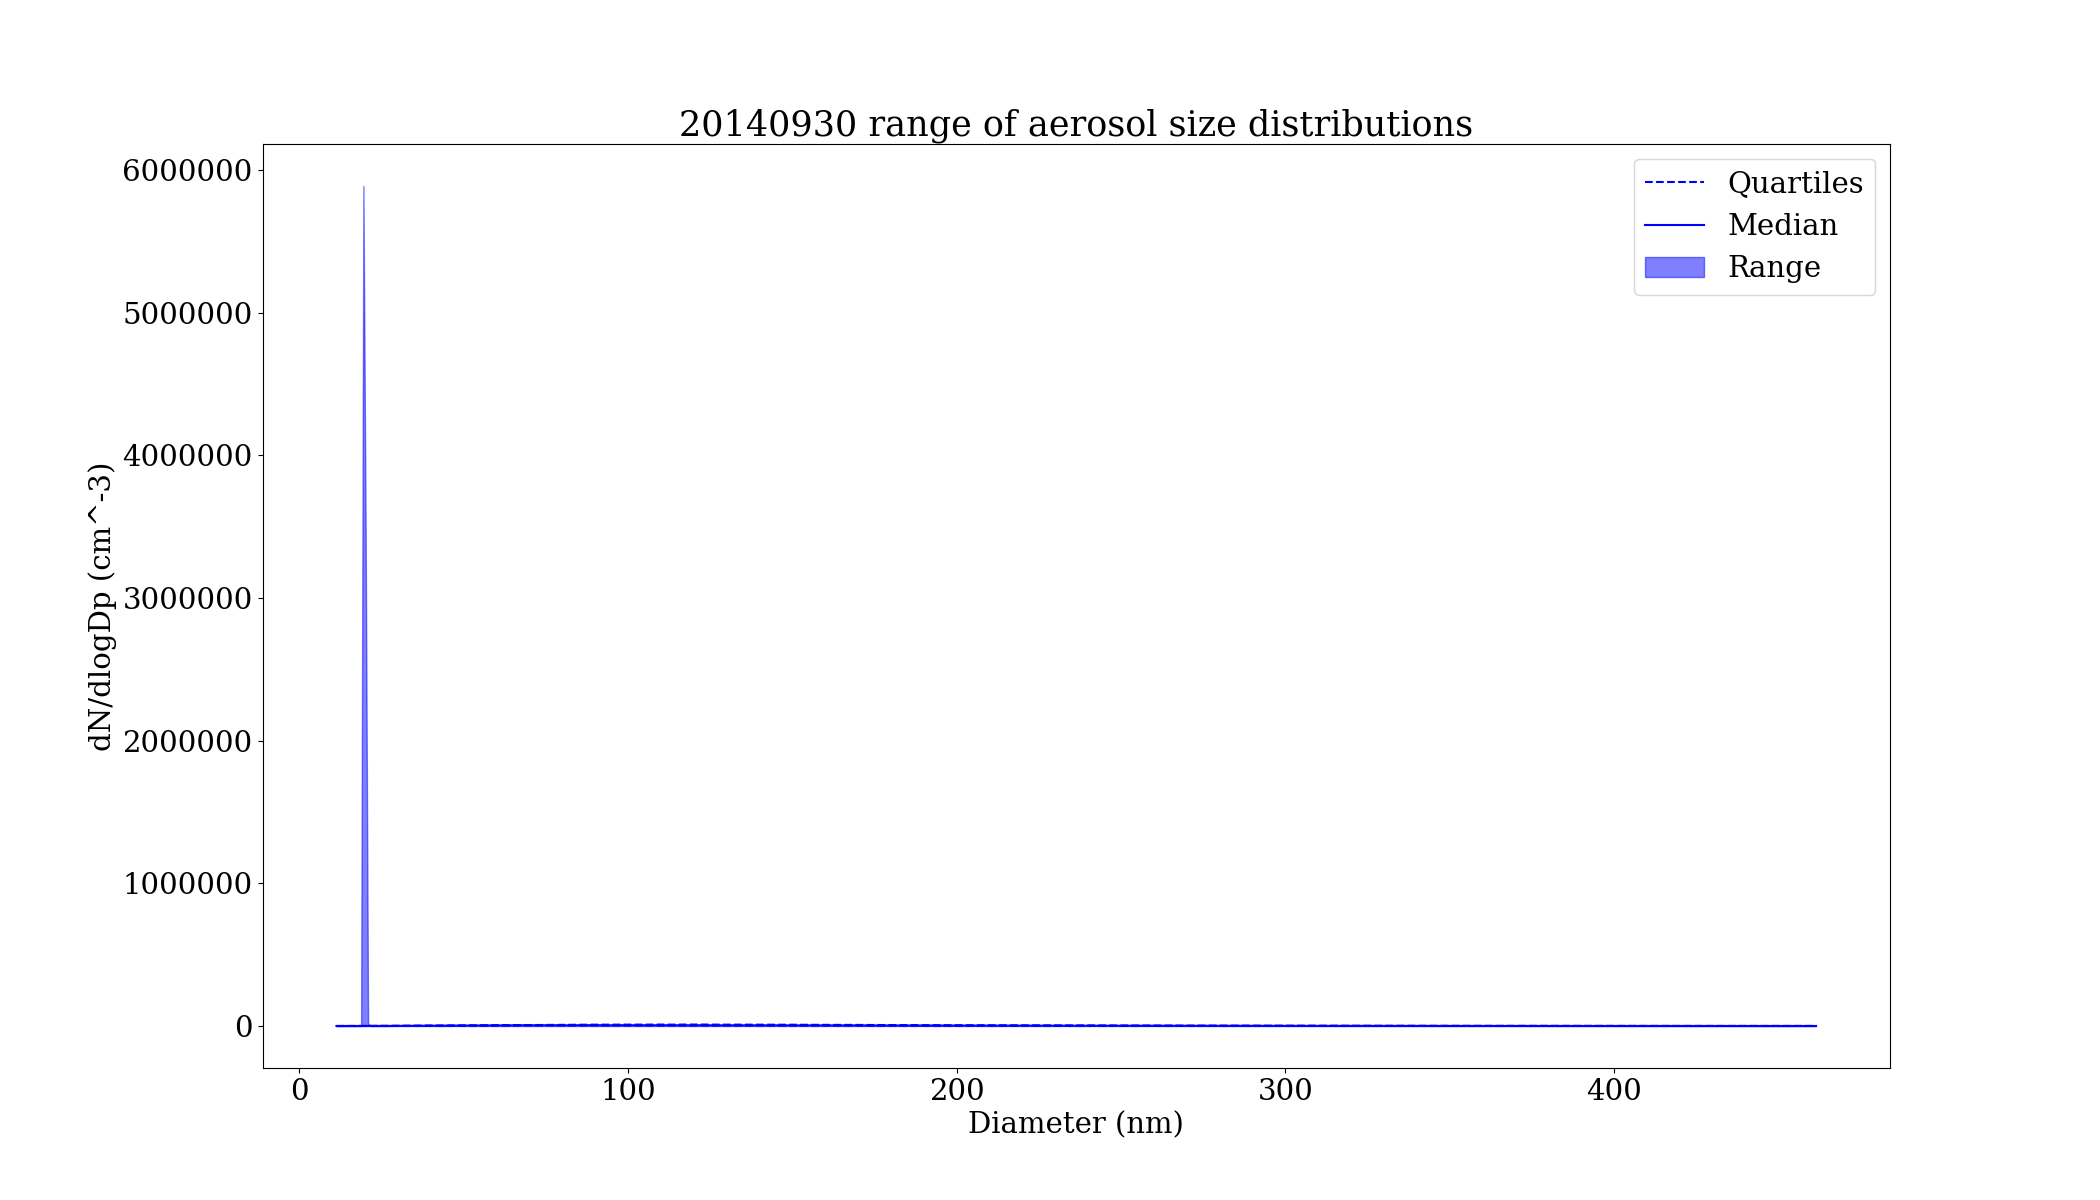 20140930 range of aerosol size distributions
6000000
5000000
4000000
3000000
2000000
1000000
0
dN/dlogDp (cm^-3)
Quartiles
Median
Range
0 100 200 300 400
Diameter (nm)